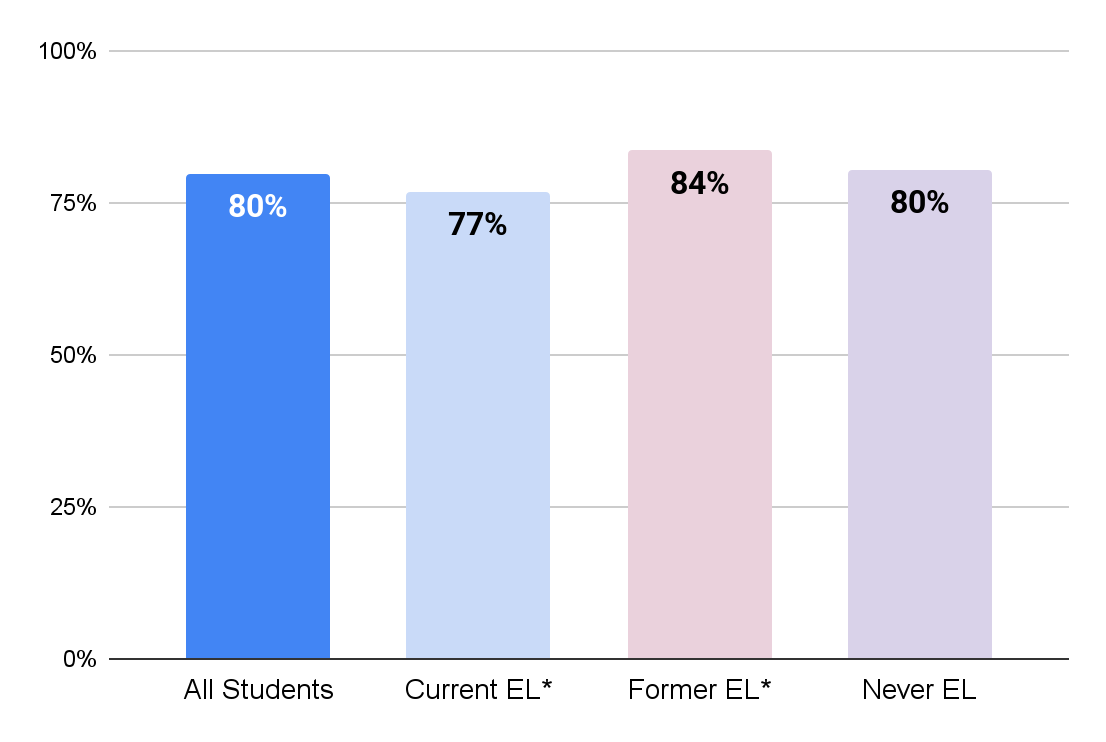 100%
75%
50%
25%
0%
80%
77%
84%
80%
All Students
Current EL*
Former EL*
Never EL